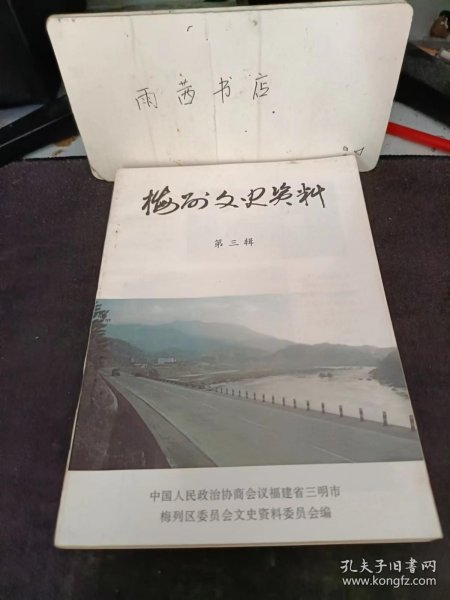 雨茜书店
梅列文史资料
第三辑
中国人民政治协商会议福建省三明市
梅列区委员会文史资料委员会编
孔夫子旧书网
www.kongfz.com